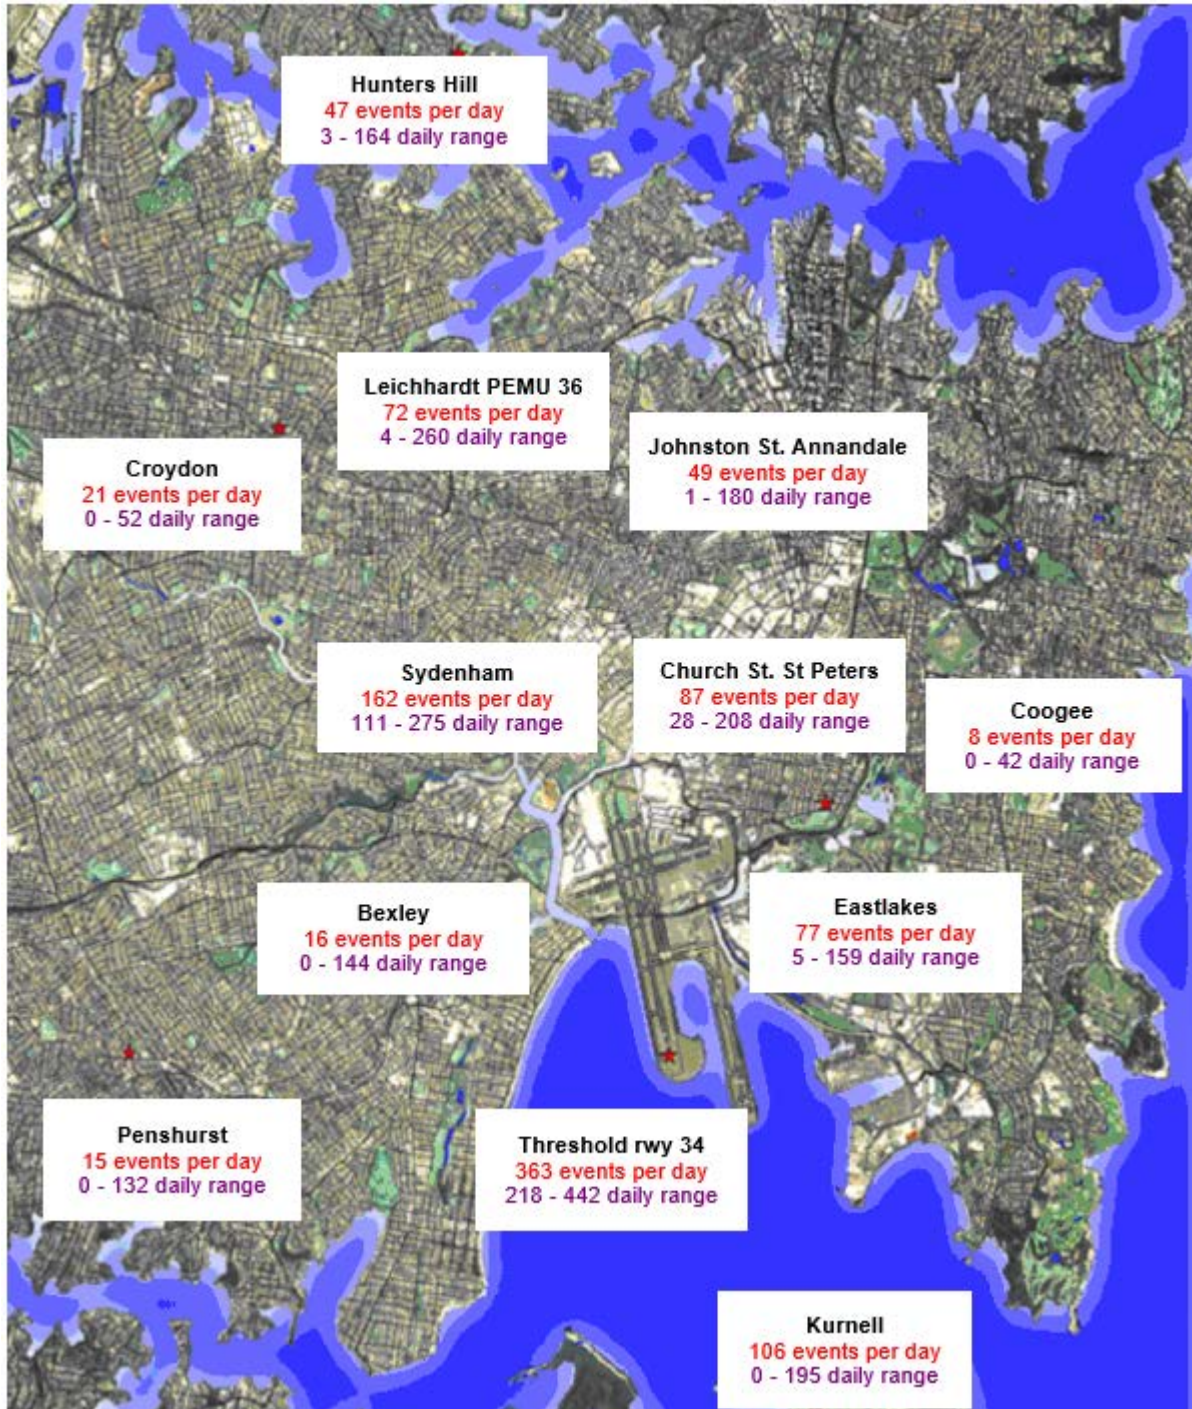 Hunters Hill
47 events per day
3 - 164 daily range
Leichhardt PEMU 36
72 events per day
4 - 260 daily range
Johnston St. Annandale
49 events per day
1 - 180 daily range
Croydon
21 events per day
0 - 52 daily range
Sydenham
162 events per day
111 - 275 daily range
Church St. St Peters
87 events per day
28 - 208 daily range
Coogee
8 events per day
0 - 42 daily range
Bexley
16 events per day
0 - 144 daily range
Eastlakes
77 events per day
5 - 159 daily range
Penshurst
15 events per day
0 - 132 daily range
Threshold rwy 34
363 events per day
218 - 442 daily range
Kurnell
106 events per day
0 - 195 daily range